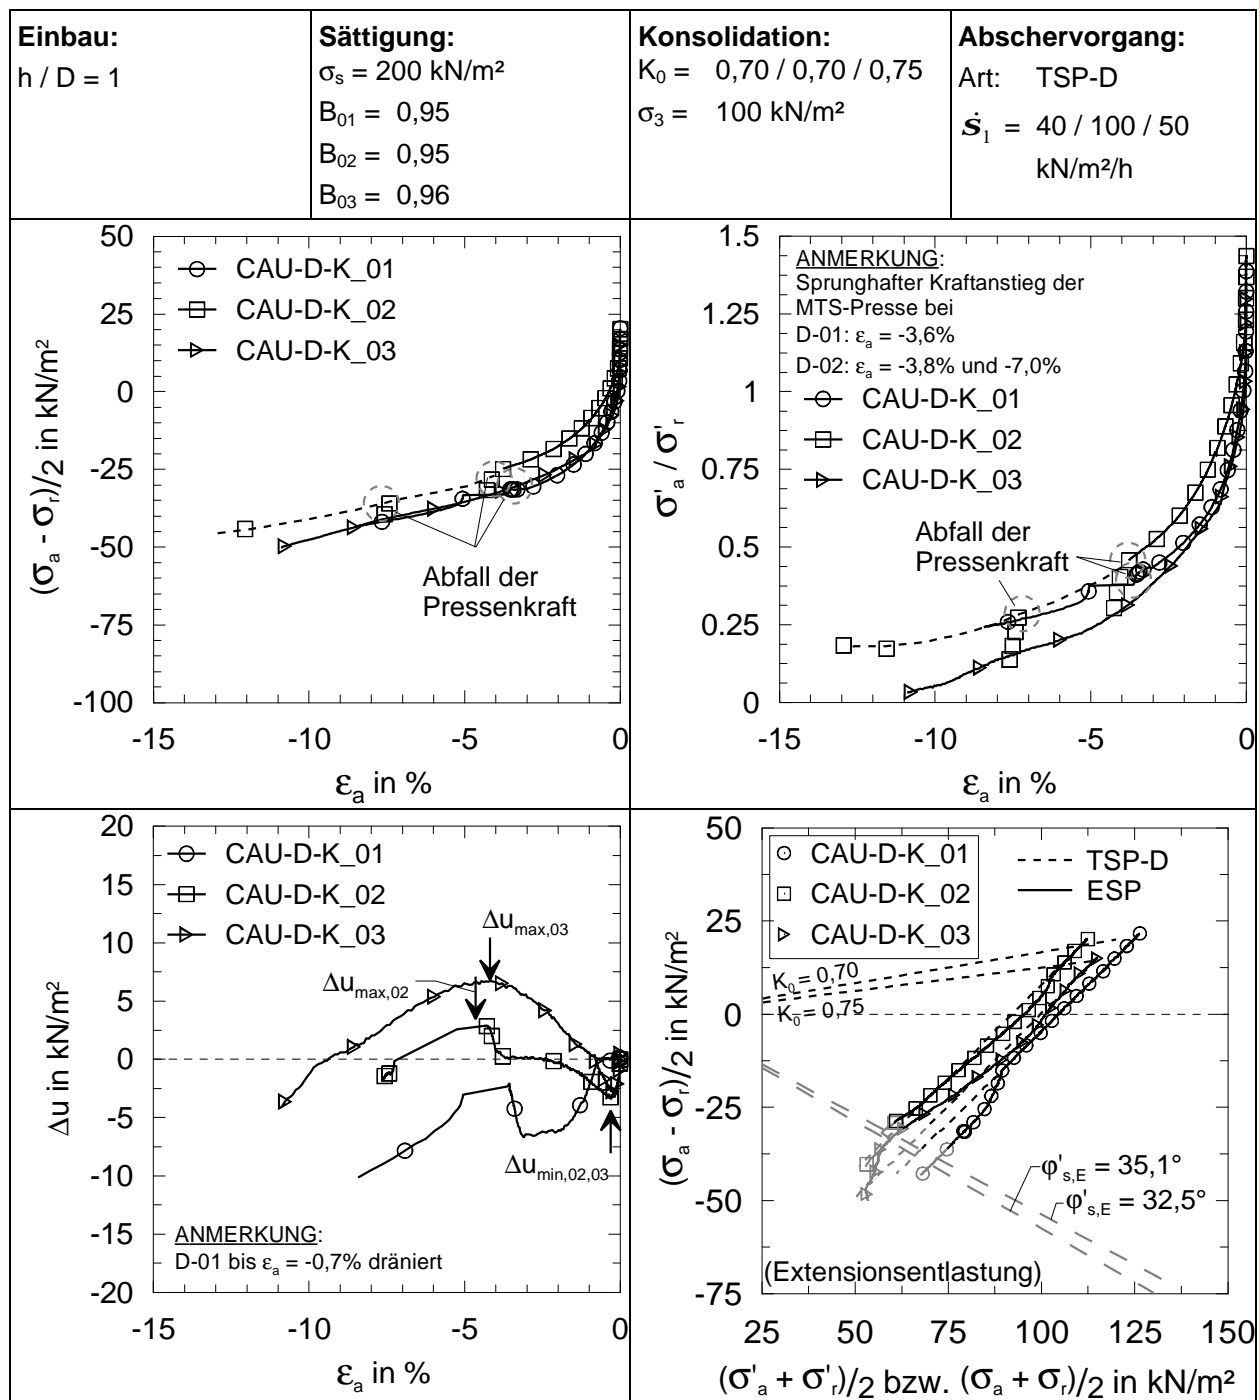 Einbau:
h / D = 1
Sättigung:
σs = 200 kN/m²
B01 = 0,95
B02 = 0,95
B03 = 0,96
Konsolidation:
K0 = 0,70 / 0,70 / 0,75
σ3 = 100 kN/m²
Abschervorgang:
Art: TSP-D
ṡ1 = 40 / 100 / 50
kN/m²/h
50
25
0
-25
-50
-75
-100
(σa - σr)/2 in kN/m²
CAU-D-K_01
CAU-D-K_02
CAU-D-K_03
Abfall der
Pressenkraft
-15
-10
-5
0
εa in %
1.5
1.25
1
0.75
0.5
0.25
0
σ'a / σ'r
ANMERKUNG:
Sprunghafter Kraftanstieg der
MTS-Presse bei
D-01: εa = -3,6%
D-02: εa = -3,8% und -7,0%
CAU-D-K_01
CAU-D-K_02
CAU-D-K_03
Abfall der
Pressenkraft
-15
-10
-5
0
εa in %
20
15
10
5
0
-5
-10
-15
-20
Δu in kN/m²
CAU-D-K_01
CAU-D-K_02
CAU-D-K_03
Δumax,03
Δumax,02
Δumin,02,03
ANMERKUNG:
D-01 bis εa = -0,7% dräniert
-15
-10
-5
0
εa in %
50
25
0
-25
-50
-75
(σa - σr)/2 in kN/m²
CAU-D-K_01
CAU-D-K_02
CAU-D-K_03
TSP-D
ESP
K0 = 0,70
K0 = 0,75
φ's,E = 35,1°
φ's,E = 32,5°
(Extensionsentlastung)
25
50
75
100
125
150
(σ'a + σ'r)/2 bzw. (σa + σr)/2 in kN/m²